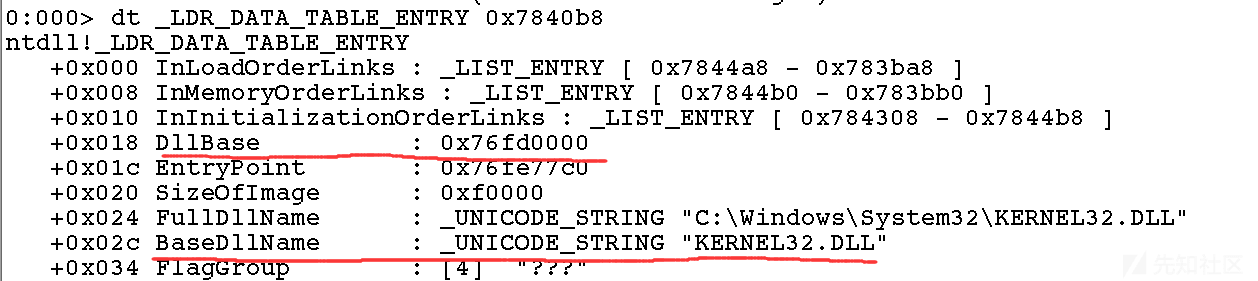 0:000> dt _LDR_DATA_TABLE_ENTRY 0x7840b8
ntdll!_LDR_DATA_TABLE_ENTRY
+0x000 InLoadOrderLinks : _LIST_ENTRY [ 0x7844a8 - 0x783ba8 ]
+0x008 InMemoryOrderLinks : _LIST_ENTRY [ 0x7844b0 - 0x783bb0 ]
+0x010 InInitializationOrderLinks : _LIST_ENTRY [ 0x784308 - 0x7844b8 ]
+0x018 DllBase : 0x76fd0000
+0x01c EntryPoint : 0x76fe77c0
+0x020 SizeOfImage : 0xf0000
+0x024 FullDllName : _UNICODE_STRING "C:\Windows\System32\KERNEL32.DLL"
+0x02c BaseDllName : _UNICODE_STRING "KERNEL32.DLL"
+0x034 FlagGroup : [4] "???"
先知社区